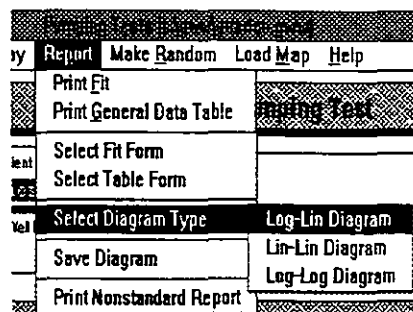 Report Make Random Load Map Help
Print Fit
Print General Data Table
Test
Select Fit Form
Select Table Form
Select Diagram Type
Log-Lin Diagram
Lin-Lin Diagram
Log-Log Diagram
Save Diagram
Print Nonstandard Report